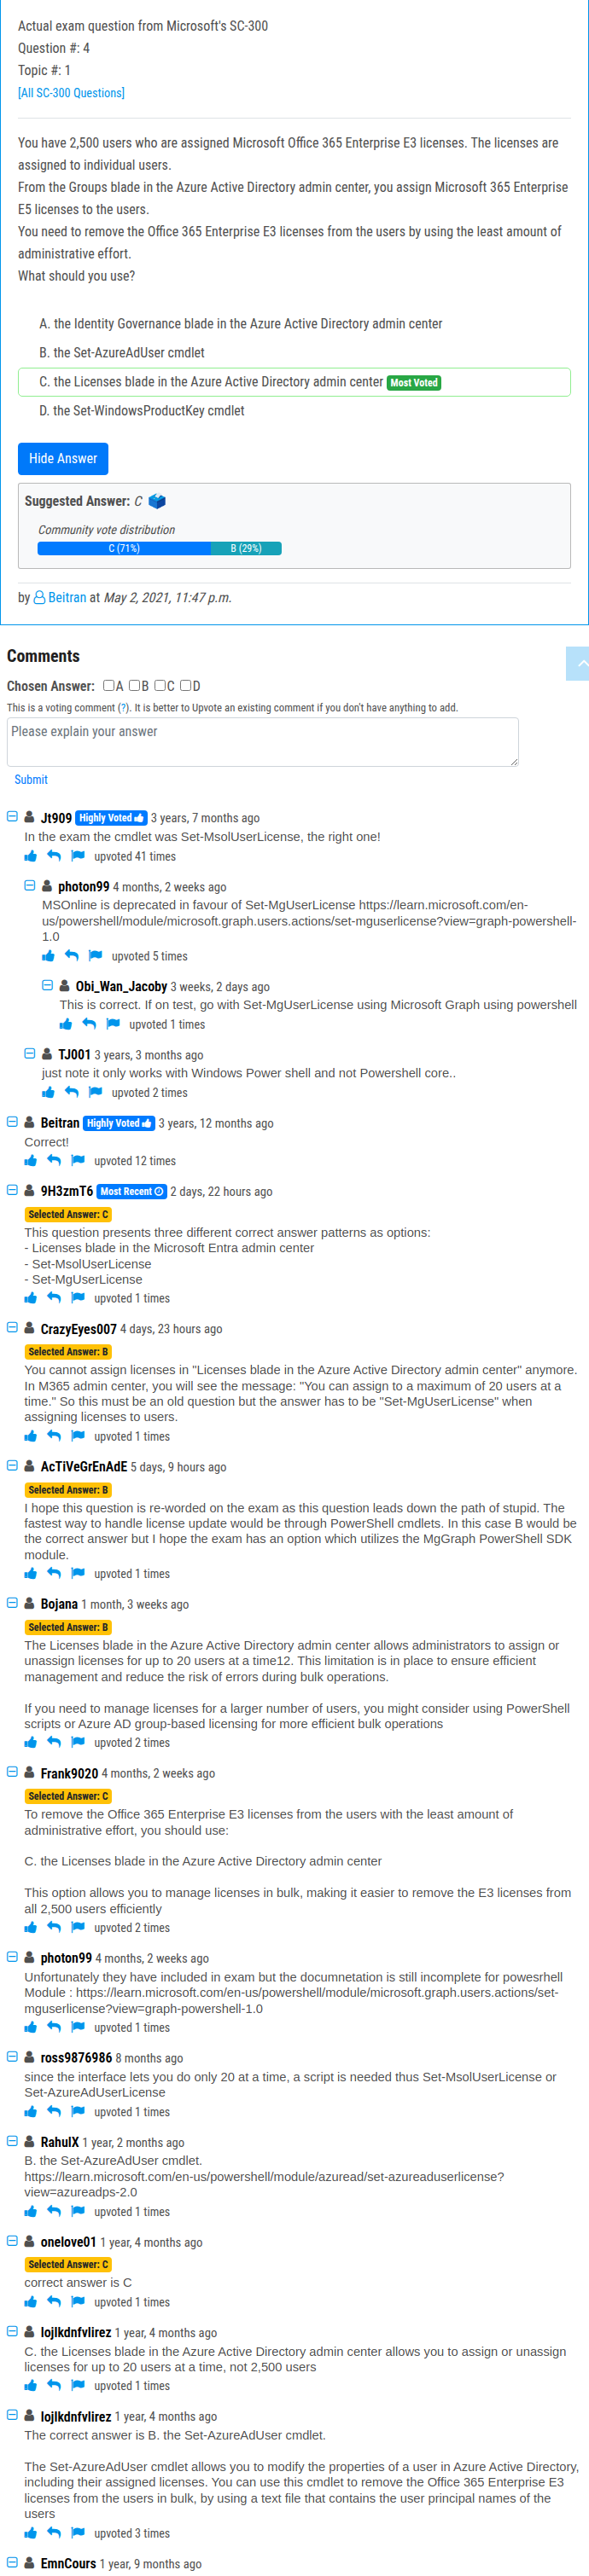 Actual exam question from Microsoft's SC-300
Question #: 4
Topic #: 1
[All SC-300 Questions]
You have 2,500 users who are assigned Microsoft Office 365 Enterprise E3 licenses. The licenses are
assigned to individual users.
From the Groups blade in the Azure Active Directory admin center, you assign Microsoft 365 Enterprise
E5 licenses to the users.
You need to remove the Office 365 Enterprise E3 licenses from the users by using the least amount of
administrative effort.
What should you use?
A. the Identity Governance blade in the Azure Active Directory admin center
B. the Set-AzureAdUser cmdlet
C. the Licenses blade in the Azure Active Directory admin center Most Voted
D. the Set-WindowsProductKey cmdlet
Hide Answer
Suggested Answer: C
Community vote distribution
C (71%) B (29%)
by Beitran at May 2, 2021, 11:47 p.m.
Comments
Chosen Answer: A B C D
This is a voting comment (?). It is better to Upvote an existing comment if you don't have anything to add.
Please explain your answer
Submit
Jt909 Highly Voted 3 years, 7 months ago
In the exam the cmdlet was Set-MsolUserLicense, the right one!
upvoted 41 times
photon99 4 months, 2 weeks ago
MSOnline is deprecated in favour of Set-MgUserLicense https://learn.microsoft.com/en-
us/powershell/module/microsoft.graph.users.actions/set-mguserlicense?view=graph-powershell-
1.0
upvoted 5 times
Obi_Wan_Jacoby 3 weeks, 2 days ago
This is correct. If on test, go with Set-MgUserLicense using Microsoft Graph using powershell
upvoted 1 times
TJ001 3 years, 3 months ago
just note it only works with Windows Power shell and not Powershell core..
upvoted 2 times
Beitran Highly Voted 3 years, 12 months ago
Correct!
upvoted 12 times
9H3zmT6 Most Recent 2 days, 22 hours ago
Selected Answer: C
This question presents three different correct answer patterns as options:
- Licenses blade in the Microsoft Entra admin center
- Set-MsolUserLicense
- Set-MgUserLicense
upvoted 1 times
CrazyEyes007 4 days, 23 hours ago
Selected Answer: B
You cannot assign licenses in "Licenses blade in the Azure Active Directory admin center" anymore.
In M365 admin center, you will see the message: "You can assign to a maximum of 20 users at a
time." So this must be an old question but the answer has to be "Set-MgUserLicense" when
assigning licenses to users.
upvoted 1 times
AcTiVeGrEnAdE 5 days, 9 hours ago
Selected Answer: B
I hope this question is re-worded on the exam as this question leads down the path of stupid. The
fastest way to handle license update would be through PowerShell cmdlets. In this case B would be
the correct answer but I hope the exam has an option which utilizes the MgGraph PowerShell SDK
module.
upvoted 1 times
Bojana 1 month, 3 weeks ago
Selected Answer: B
The Licenses blade in the Azure Active Directory admin center allows administrators to assign or
unassign licenses for up to 20 users at a time12. This limitation is in place to ensure efficient
management and reduce the risk of errors during bulk operations.
If you need to manage licenses for a larger number of users, you might consider using PowerShell
scripts or Azure AD group-based licensing for more efficient bulk operations
upvoted 2 times
Frank9020 4 months, 2 weeks ago
Selected Answer: C
To remove the Office 365 Enterprise E3 licenses from the users with the least amount of
administrative effort, you should use:
C. the Licenses blade in the Azure Active Directory admin center
This option allows you to manage licenses in bulk, making it easier to remove the E3 licenses from
all 2,500 users efficiently
upvoted 2 times
photon99 4 months, 2 weeks ago
Unfortunately they have included in exam but the documnetation is still incomplete for powesrhell
Module : https://learn.microsoft.com/en-us/powershell/module/microsoft.graph.users.actions/set-
mguserlicense?view=graph-powershell-1.0
upvoted 1 times
ross9876986 8 months ago
since the interface lets you do only 20 at a time, a script is needed thus Set-MsolUserLicense or
Set-AzureAdUserLicense
upvoted 1 times
RahulX 1 year, 2 months ago
B. the Set-AzureAdUser cmdlet.
https://learn.microsoft.com/en-us/powershell/module/azuread/set-azureaduserlicense?
view=azureadps-2.0
upvoted 1 times
onelove01 1 year, 4 months ago
Selected Answer: C
correct answer is C
upvoted 1 times
lojlkdnfvlirez 1 year, 4 months ago
C. the Licenses blade in the Azure Active Directory admin center allows you to assign or unassign
licenses for up to 20 users at a time, not 2,500 users
upvoted 1 times
lojlkdnfvlirez 1 year, 4 months ago
The correct answer is B. the Set-AzureAdUser cmdlet.
The Set-AzureAdUser cmdlet allows you to modify the properties of a user in Azure Active Directory,
including their assigned licenses. You can use this cmdlet to remove the Office 365 Enterprise E3
licenses from the users in bulk, by using a text file that contains the user principal names of the
users
upvoted 3 times
EmnCours 1 year, 9 months ago